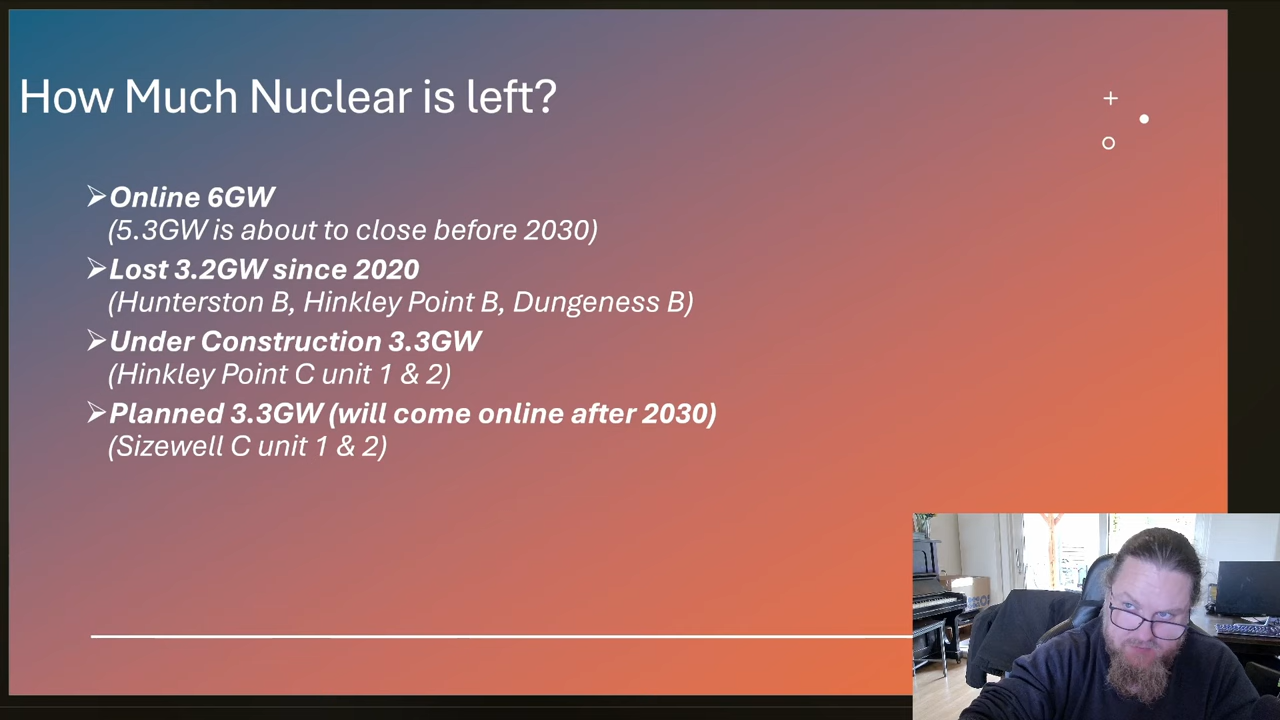 How Much Nuclear is left?
Online 6GW
(5.3GW is about to close before 2030)
Lost 3.2GW since 2020
(Hunterston B, Hinkley Point B, Dungeness B)
Under Construction 3.3GW
(Hinkley Point C unit 1 & 2)
Planned 3.3GW (will come online after 2030)
(Sizewell C unit 1 & 2)